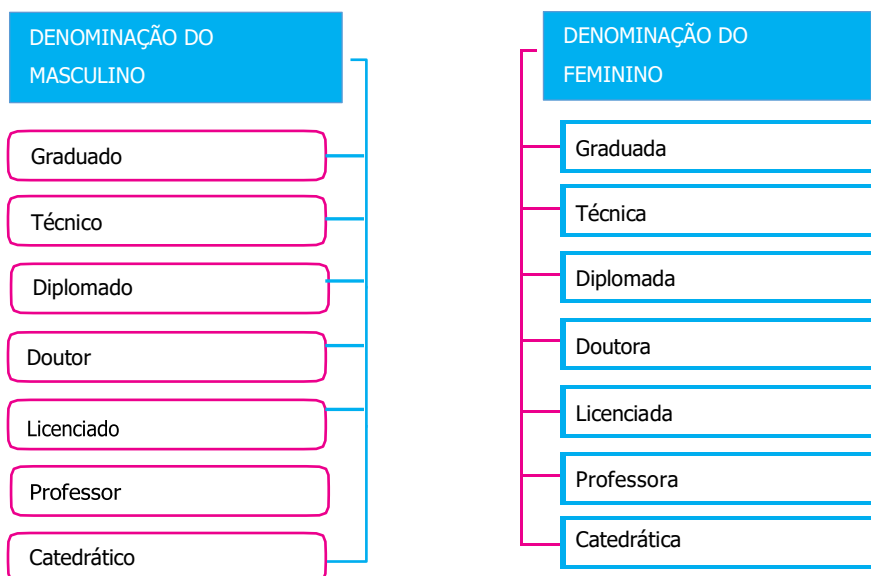 DENOMINAÇÃO DO
MASCULINO
Graduado
Técnico
Diplomado
Doutor
Licenciado
Professor
Catedrático
DENOMINAÇÃO DO
FEMININO
Graduada
Técnica
Diplomada
Doutora
Licenciada
Professora
Catedrática